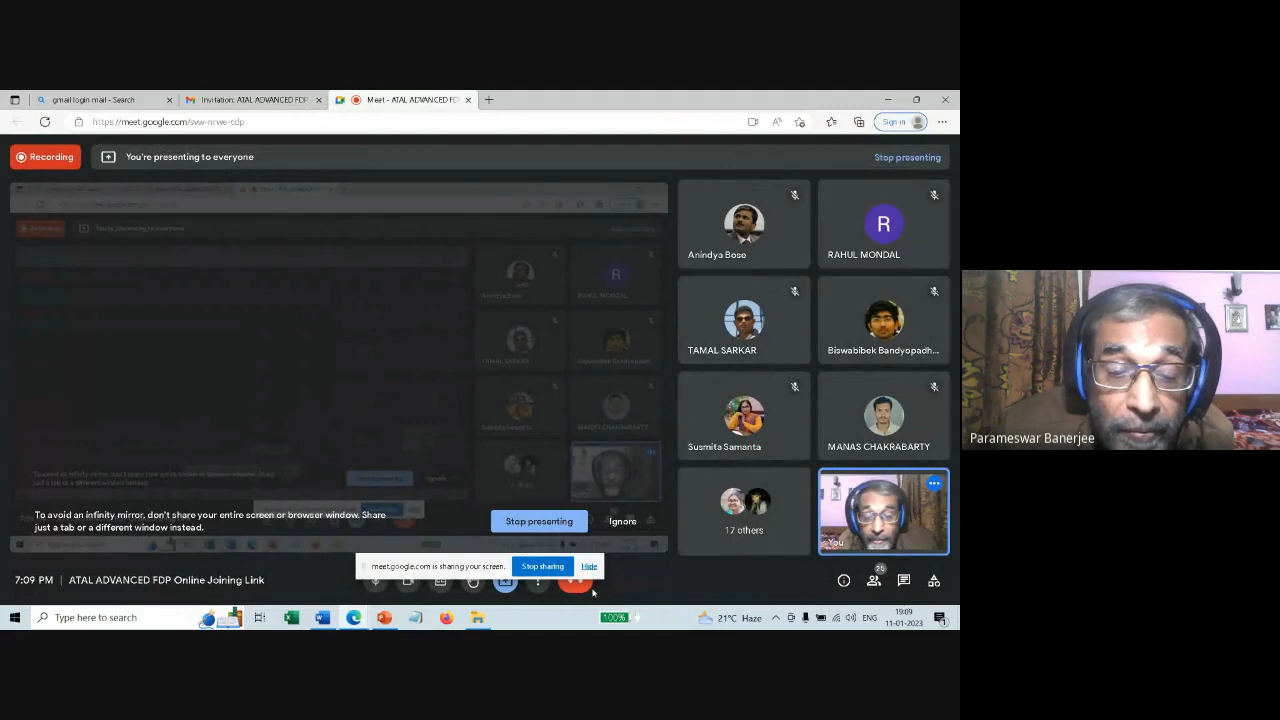 gmail login mail - Search
Invitation: ATAL ADVANCED FDP
Meet - ATAL ADVANCED FD
https://meet.google.com/svw-nrwe-cdp
Sign in
Recording
You're presenting to everyone
Stop presenting
Anindya Bose
RAHUL MONDAL
R
TAMAL SARKAR
Biswabibek Bandyopadh...
Susmita Samanta
MANAS CHAKRABARTY
17 others
You
Parameswar Banerjee
To avoid an infinity mirror, don't share your entire screen or browser window. Share
just a tab or a different window instead.
Stop presenting
Ignore
meet.google.com is sharing your screen.
Stop sharing
Hide
7:09 PM | ATAL ADVANCED FDP Online Joining Link
Type here to search
100%
21°C Haze
ENG
19:09
11-01-2023